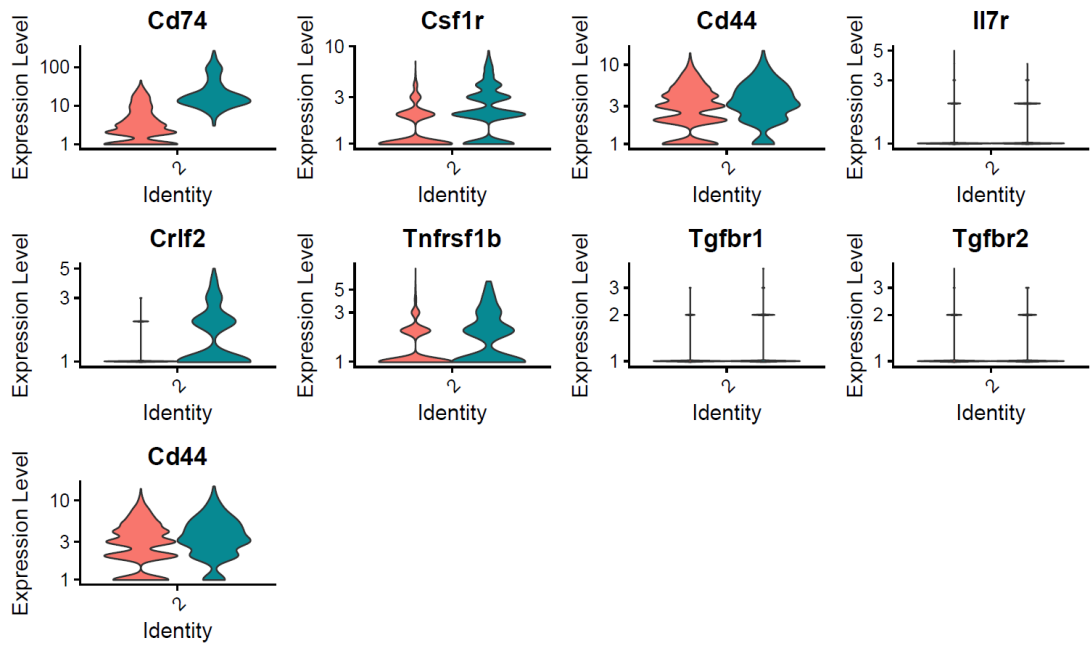 Cd74 Csf1r Cd44 Il7r
Expression Level 100 10 1 Expression Level 10 3 1 Expression Level 10 3 1 Expression Level 5 3 1
2 2 2 2
Identity Identity Identity Identity
Crlf2 Tnfrsf1b Tgfbr1 Tgfbr2
Expression Level 5 3 1 Expression Level 5 3 1 Expression Level 3 2 1 Expression Level 3 2 1
2 2 2 2
Identity Identity Identity Identity
Cd44
Expression Level 10 3 1
2
Identity